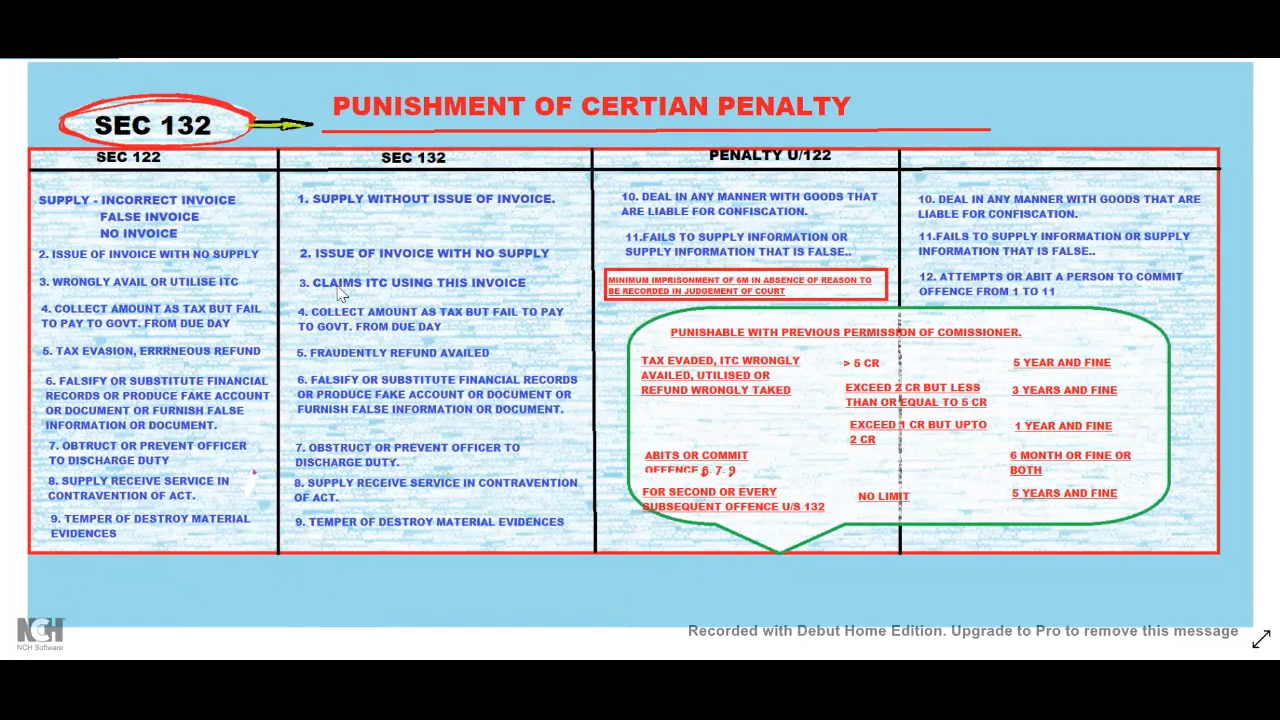 PUNISHMENT OF CERTIAN PENALTY
SEC 132
SEC 122
SUPPLY - INCORRECT INVOICE
FALSE INVOICE
NO INVOICE
2. ISSUE OF INVOICE WITH NO SUPPLY
3. WRONGLY AVAIL OR UTILISE ITC
4. COLLECT AMOUNT AS TAX BUT FAIL
TO PAY TO GOVT. FROM DUE DAY
5. TAX EVASION, ERRRNEOUS REFUND
6. FALSIFY OR SUBSTITUTE FINANCIAL
RECORDS OR PRODUCE FAKE ACCOUNT
OR DOCUMENT OR FURNISH FALSE
INFORMATION OR DOCUMENT.
7. OBTRUCT OR PREVENT OFFICER
TO DISCHARGE DUTY
8. SUPPLY RECEIVE SERVICE IN
CONTRAVENTION OF ACT.
9. TEMPER OF DESTROY MATERIAL
EVIDENCES
SEC 132
1. SUPPLY WITHOUT ISSUE OF INVOICE.
2. ISSUE OF INVOICE WITH NO SUPPLY
3. CLAIMS ITC USING THIS INVOICE
4. COLLECT AMOUNT AS TAX BUT FAIL TO PAY
TO GOVT. FROM DUE DAY
5. FRAUDENTLY REFUND AVAILED
6. FALSIFY OR SUBSTITUTE FINANCIAL RECORDS
OR PRODUCE FAKE ACCOUNT OR DOCUMENT OR
FURNISH FALSE INFORMATION OR DOCUMENT.
7. OBSTRUCT OR PREVENT OFFICER TO
DISCHARGE DUTY.
8. SUPPLY RECEIVE SERVICE IN CONTRAVENTION
OF ACT.
9. TEMPER OF DESTROY MATERIAL EVIDENCES
PENALTY U/122
10. DEAL IN ANY MANNER WITH GOODS THAT
ARE LIABLE FOR CONFISCATION.
11.FAILS TO SUPPLY INFORMATION OR
SUPPLY INFORMATION THAT IS FALSE..
MINIMUM IMPRISONMENT OF 6M IN ABSENCE OF REASON TO
BE RECORDED IN JUDGEMENT OF COURT
10. DEAL IN ANY MANNER WITH GOODS THAT ARE
LIABLE FOR CONFISCATION.
11.FAILS TO SUPPLY INFORMATION OR SUPPLY
INFORMATION THAT IS FALSE..
12. ATTEMPTS OR ABIT A PERSON TO COMMIT
OFFENCE FROM 1 TO 11
PUNISHABLE WITH PREVIOUS PERMISSION OF COMISSIONER.
TAX EVADED, ITC WRONGLY
AVAILED, UTILISED OR
REFUND WRONGLY TAKED
> 5 CR
5 YEAR AND FINE
EXCEED 2 CR BUT LESS
THAN OR EQUAL TO 5 CR
3 YEARS AND FINE
EXCEED 1 CR BUT UPTO
2 CR
1 YEAR AND FINE
ABITS OR COMMIT
OFFENCE 6 7 9
6 MONTH OR FINE OR
BOTH
FOR SECOND OR EVERY
SUBSEQUENT OFFENCE U/S 132
NO LIMIT
5 YEARS AND FINE
NCH
NCH Software
Recorded with Debut Home Edition. Upgrade to Pro to remove this message